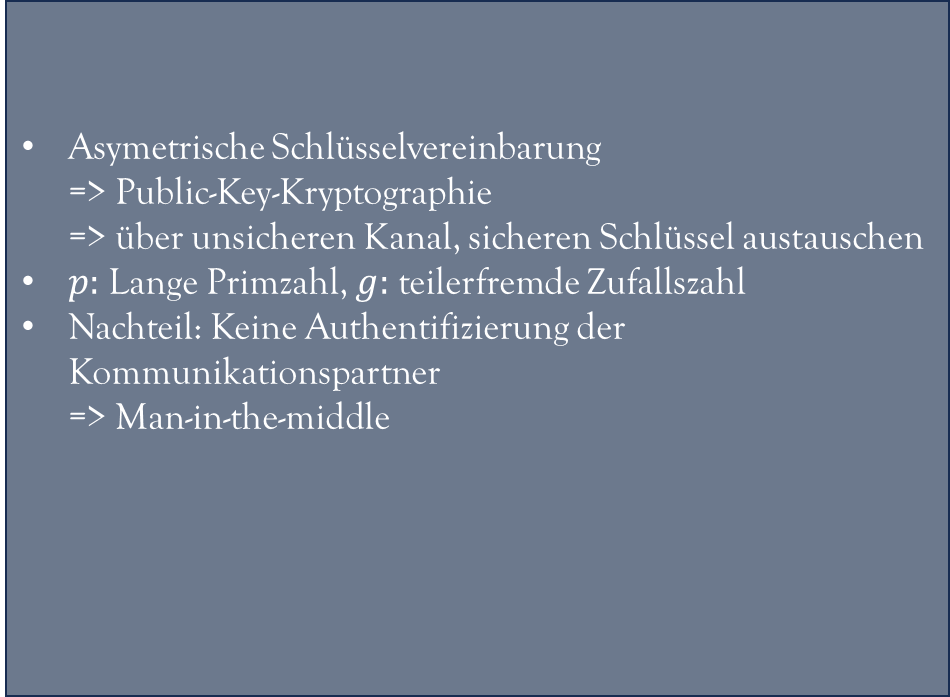 • Asymetrische Schlüsselvereinbarung
=> Public-Key-Kryptographie
=> über unsicheren Kanal, sicheren Schlüssel austauschen
• p: Lange Primzahl, g: teilerfremde Zufallszahl
• Nachteil: Keine Authentifizierung der
Kommunikationspartner
=> Man-in-the-middle